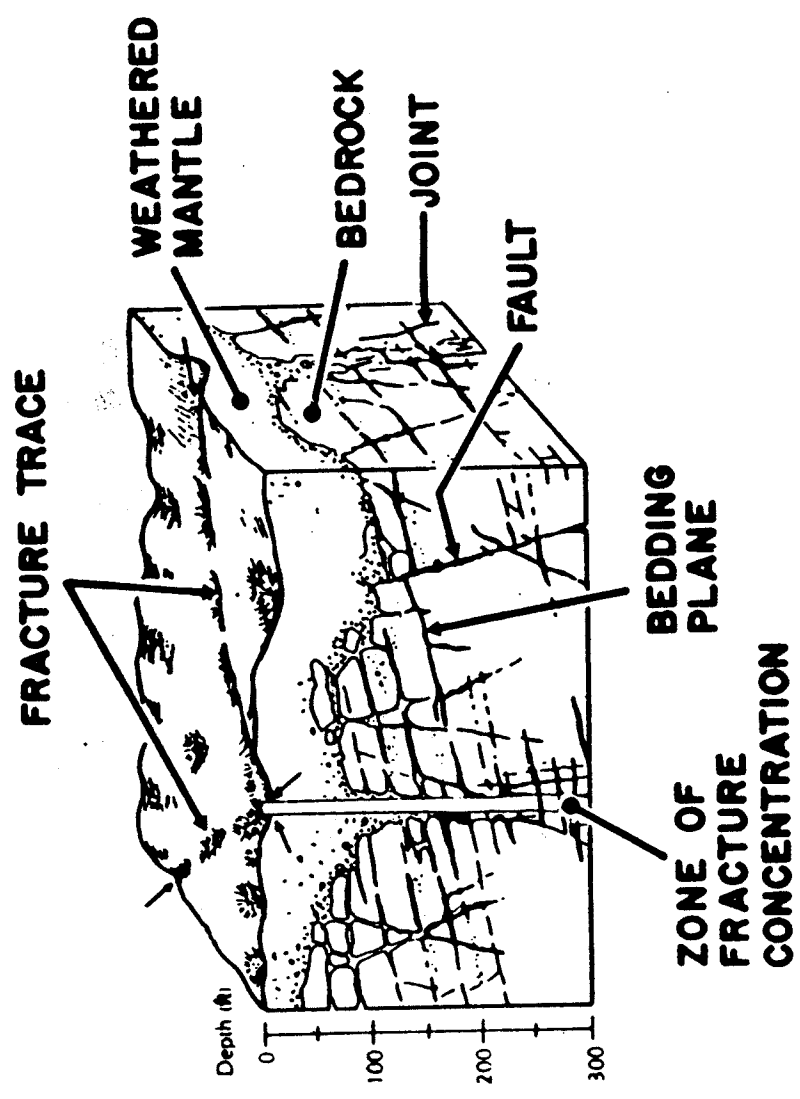 FRACTURE TRACE
WEATHERED
MANTLE
BEDROCK
JOINT
FAULT
BEDDING
PLANE
ZONE OF
FRACTURE
CONCENTRATION
Depth (ft)
0
100
200
300